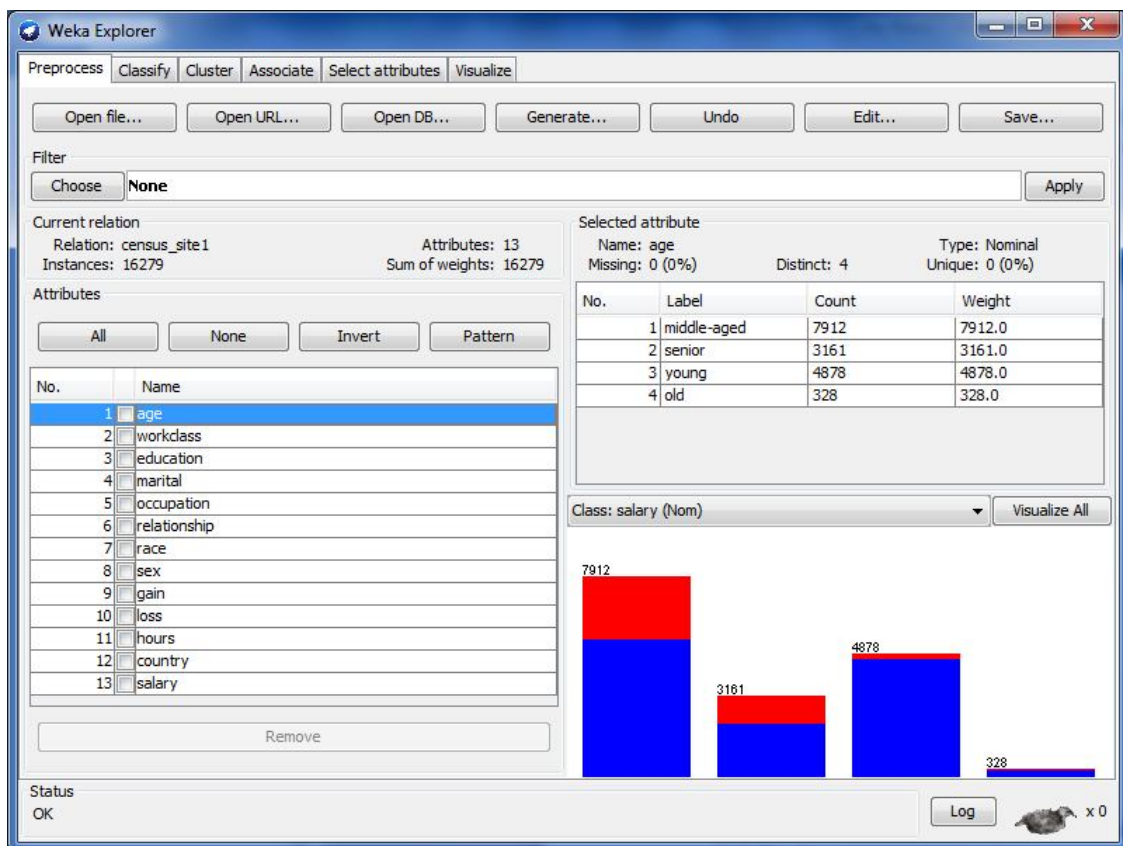 Weka Explorer
Preprocess Classify Cluster Associate Select attributes Visualize
Open file... Open URL... Open DB... Generate... Undo Edit... Save...
Filter
Choose None Apply
Current relation
Relation: census_site1 Attributes: 13
Instances: 16279 Sum of weights: 16279
Attributes
All None Invert Pattern
No. Name
1 age
2 workclass
3 education
4 marital
5 occupation
6 relationship
7 race
8 sex
9 gain
10 loss
11 hours
12 country
13 salary
Remove
Selected attribute
Name: age Type: Nominal
Missing: 0 (0%) Distinct: 4 Unique: 0 (0%)
No. Label Count Weight
1 middle-aged 7912 7912.0
2 senior 3161 3161.0
3 young 4878 4878.0
4 old 328 328.0
Class: salary (Nom) Visualize All
7912
3161
4878
328
Status
OK Log x 0